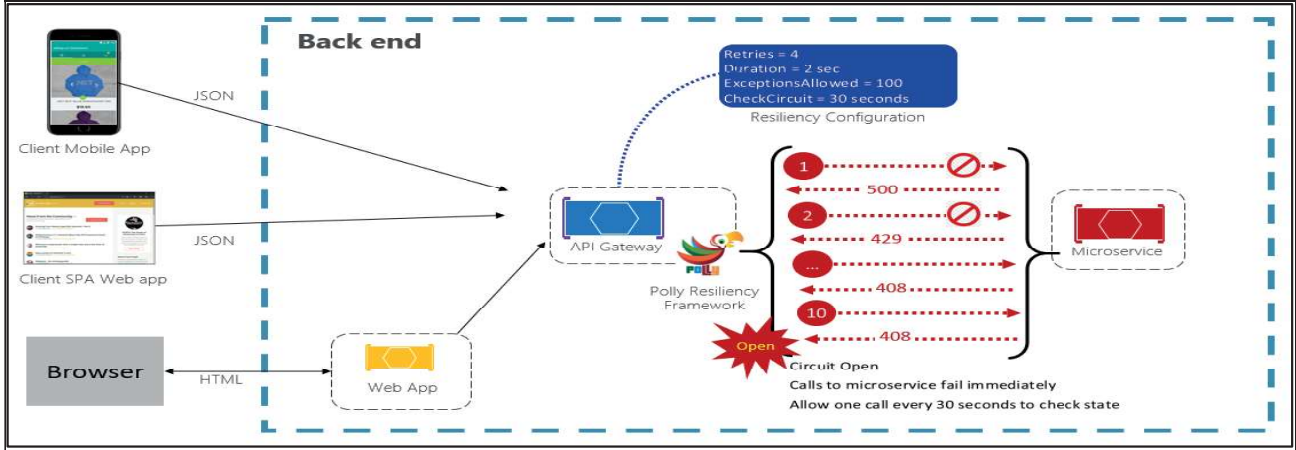 Back end
Retries = 4
Duration = 2 sec
ExceptionsAllowed = 100
CheckCircuit = 30 seconds
Resiliency Configuration
JSON
Client Mobile App
1
500
2
429
...
408
10
408
API Gateway
Microservice
JSON
Client SPA Web app
POLLY
Polly Resiliency
Framework
Open
Browser
HTML
Web App
Circuit Open
Calls to microservice fail immediately
Allow one call every 30 seconds to check state